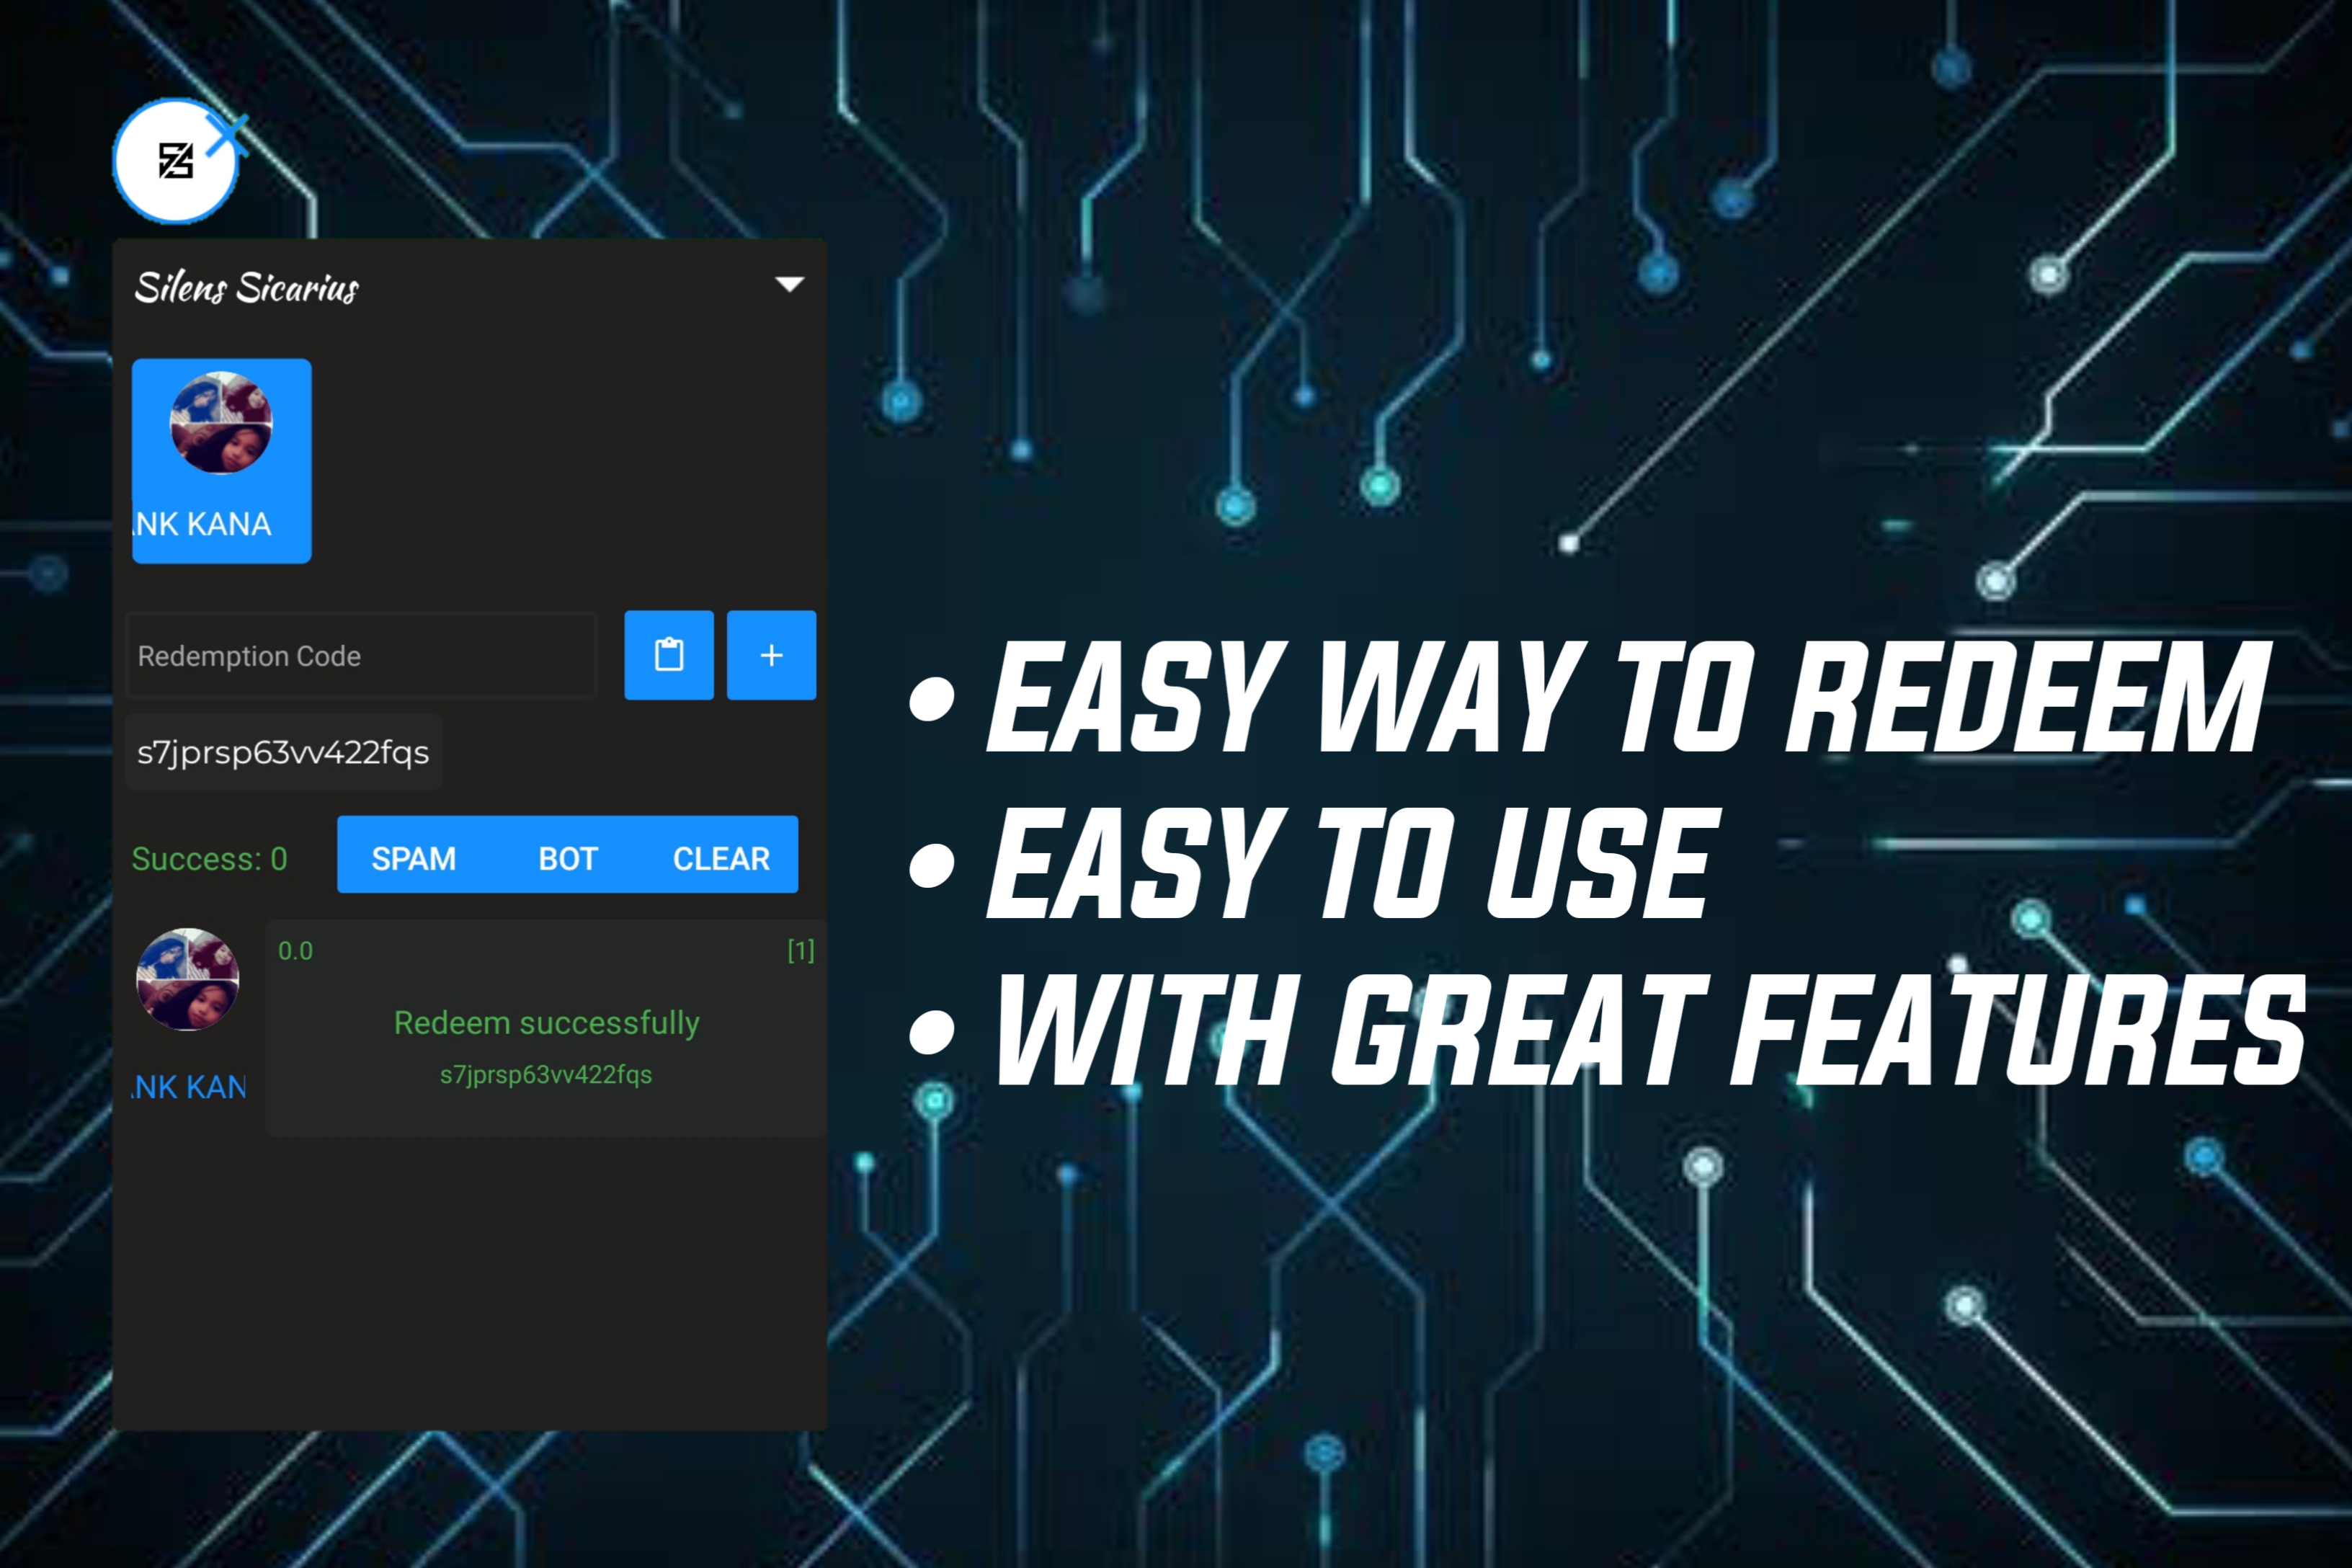 Silens Sicarius
NK KANA
Redemption Code
s7jprsp63vv422fqs
Success: 0
SPAM BOT CLEAR
0.0 [1]
Redeem successfully
s7jprsp63vv422fqs
NK KAN
• EASY WAY TO REDEEM
• EASY TO USE
• WITH GREAT FEATURES